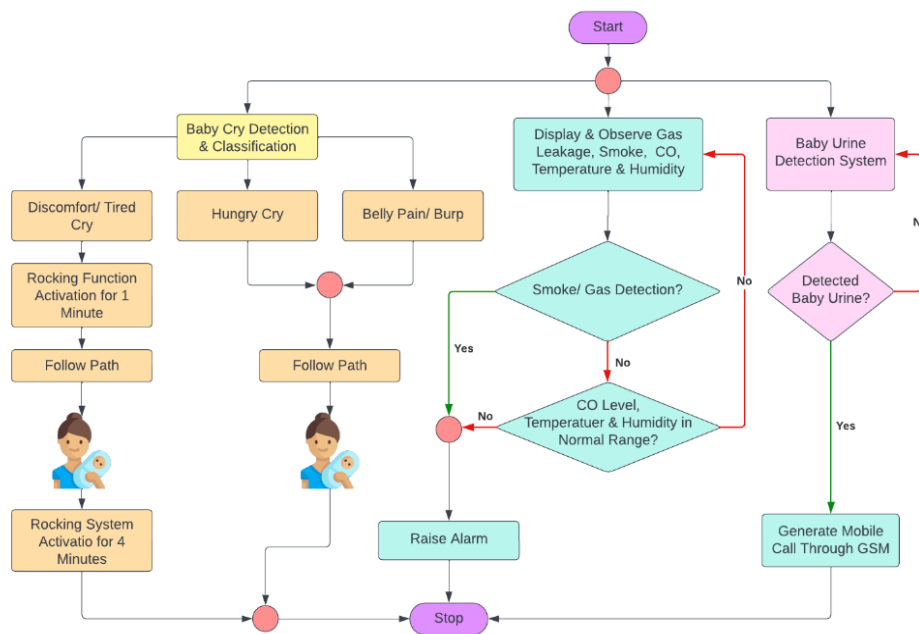 Start
Baby Cry Detection
& Classification
Display & Observe Gas
Leakage, Smoke, CO,
Temperature & Humidity
Baby Urine
Detection System
Discomfort/ Tired
Cry
Hungry Cry
Belly Pain/ Burp
Rocking Function
Activation for 1
Minute
Smoke/ Gas Detection?
Detected
Baby Urine?
No
Yes
No
Follow Path
Follow Path
CO Level,
Temperatuer & Humidity in
Normal Range?
No
No
Yes
Rocking System
Activatio for 4
Minutes
Raise Alarm
Generate Mobile
Call Through GSM
Stop